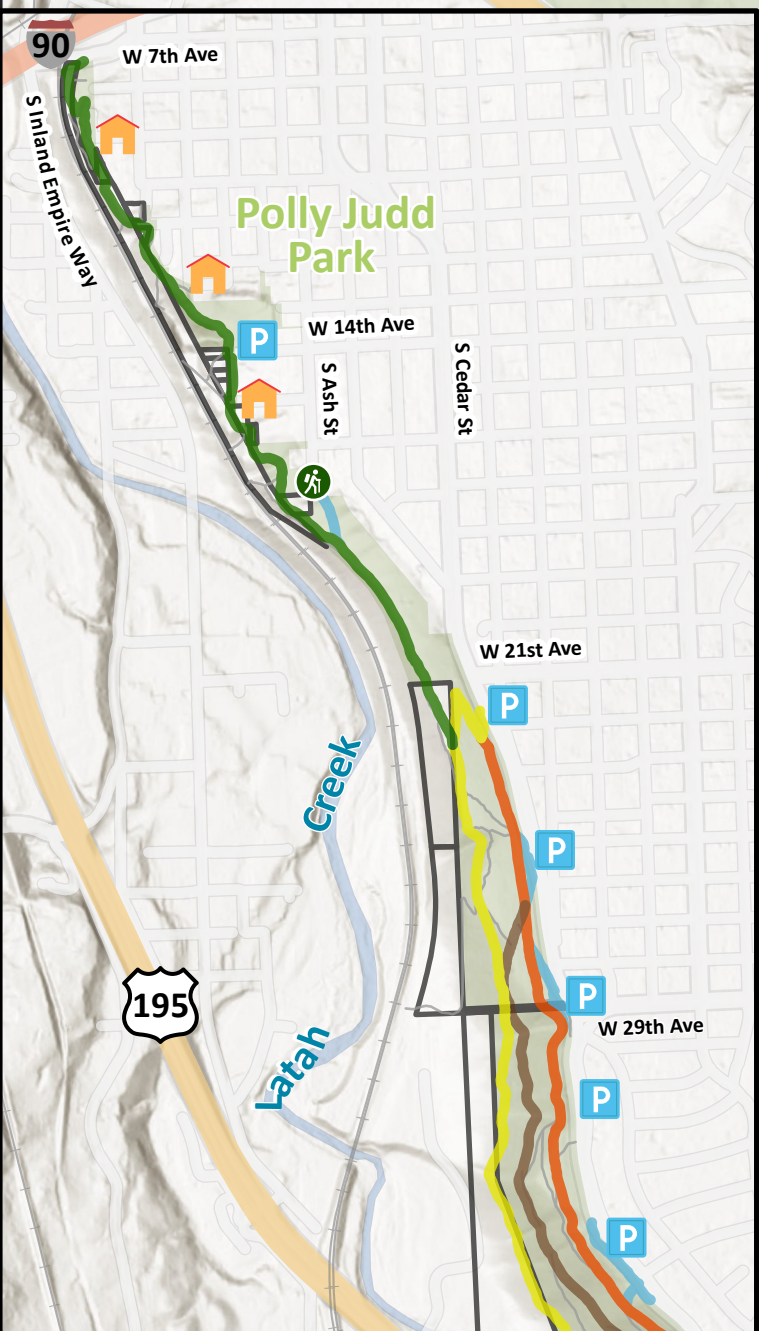 90
W 7th Ave
S Inland Empire Way
Polly Judd
Park
P
W 14th Ave
S Ash St
S Cedar St
W 21st Ave
P
Creek
P
195
P
W 29th Ave
Latah
P
P